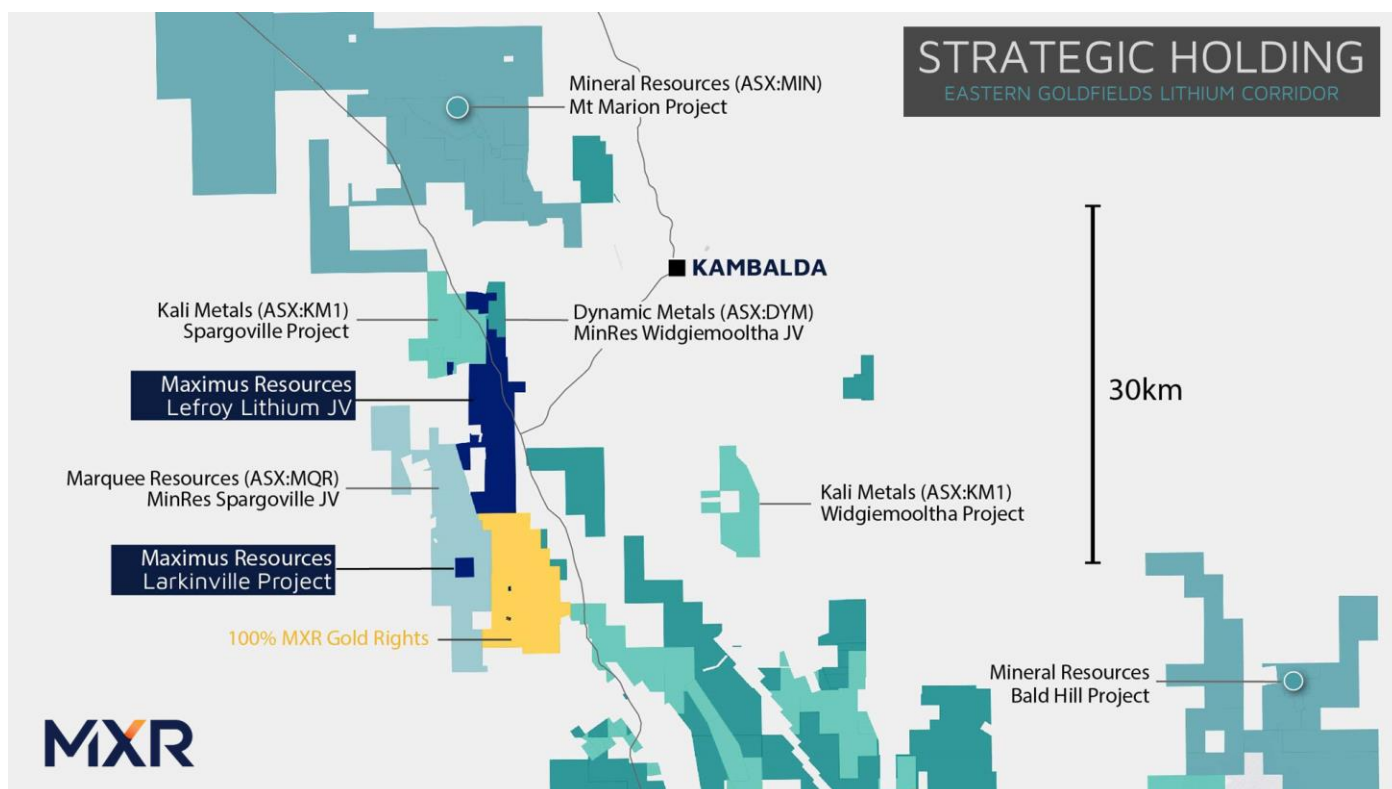 STRATEGIC HOLDING
EASTERN GOLDFIELDS LITHIUM CORRIDOR
Mineral Resources (ASX:MIN)
Mt Marion Project
KAMBALDA
Kali Metals (ASX:KM1)
Spargoville Project
Dynamic Metals (ASX:DYM)
MinRes Widgiemooltha JV
Maximus Resources
Lefroy Lithium JV
30km
Marquee Resources (ASX:MQR)
MinRes Spargoville JV
Kali Metals (ASX:KM1)
Widgiemooltha Project
Maximus Resources
Larkinville Project
100% MXR Gold Rights
Mineral Resources
Bald Hill Project
MXR